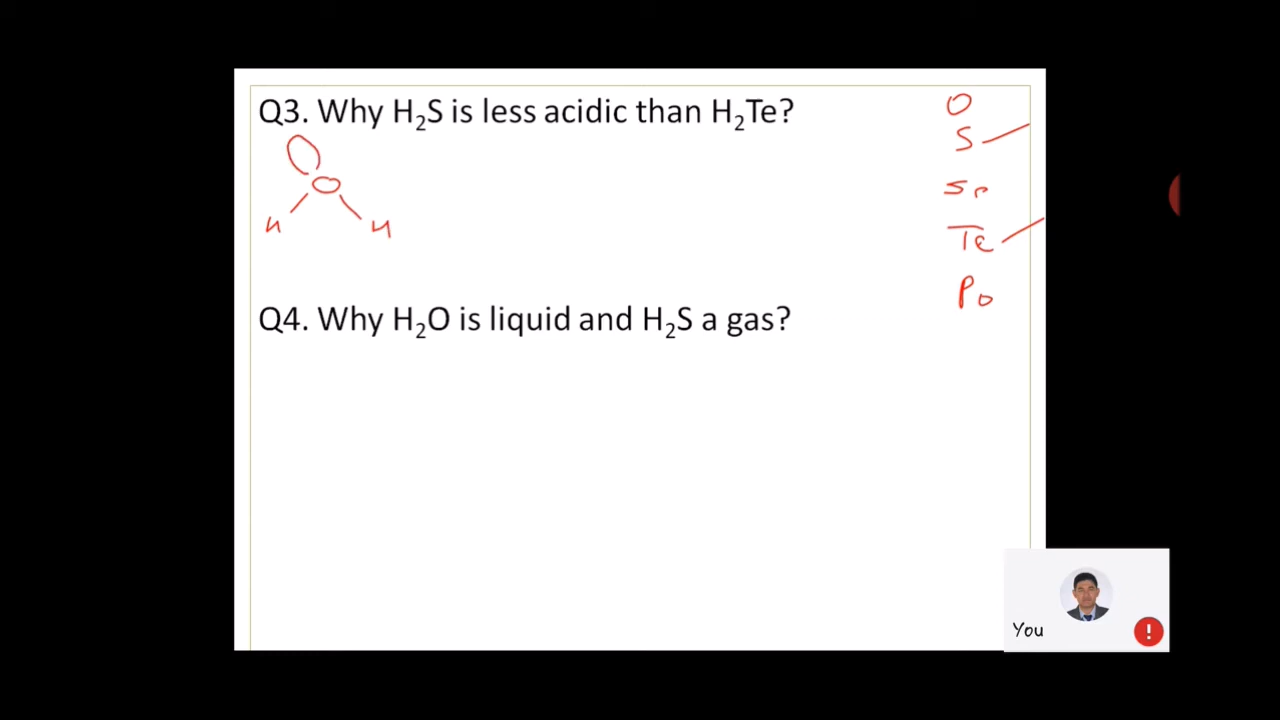 Q3. Why H₂S is less acidic than H₂Te?
O
S
Te
Po
O
H H
Q4. Why H₂O is liquid and H₂S a gas?
You
!